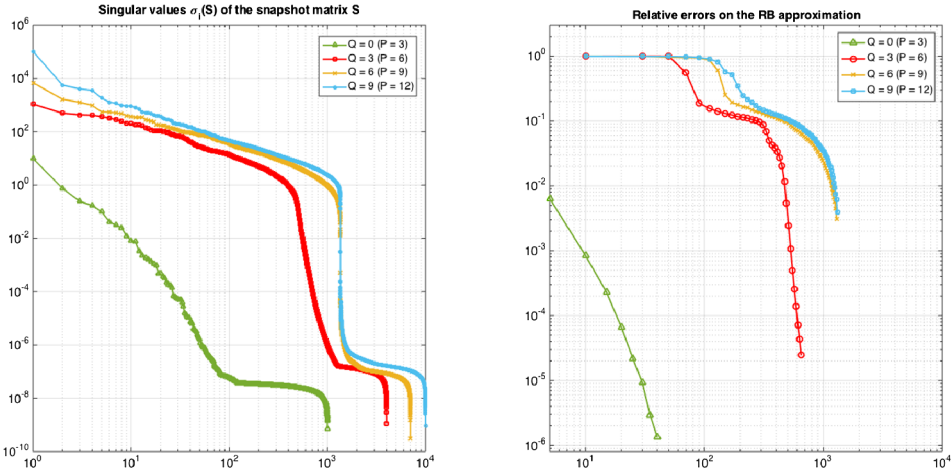 Singular values σi(S) of the snapshot matrix S
10^6
10^4
10^2
10^0
10^-2
10^-4
10^-6
10^-8
10^-10
10^0
10^1
10^2
10^3
10^4
Q = 0 (P = 3)
Q = 3 (P = 6)
Q = 6 (P = 9)
Q = 9 (P = 12)
Relative errors on the RB approximation
10^0
10^-1
10^-2
10^-3
10^-4
10^-5
10^-6
10^1
10^2
10^3
10^4
Q = 0 (P = 3)
Q = 3 (P = 6)
Q = 6 (P = 9)
Q = 9 (P = 12)